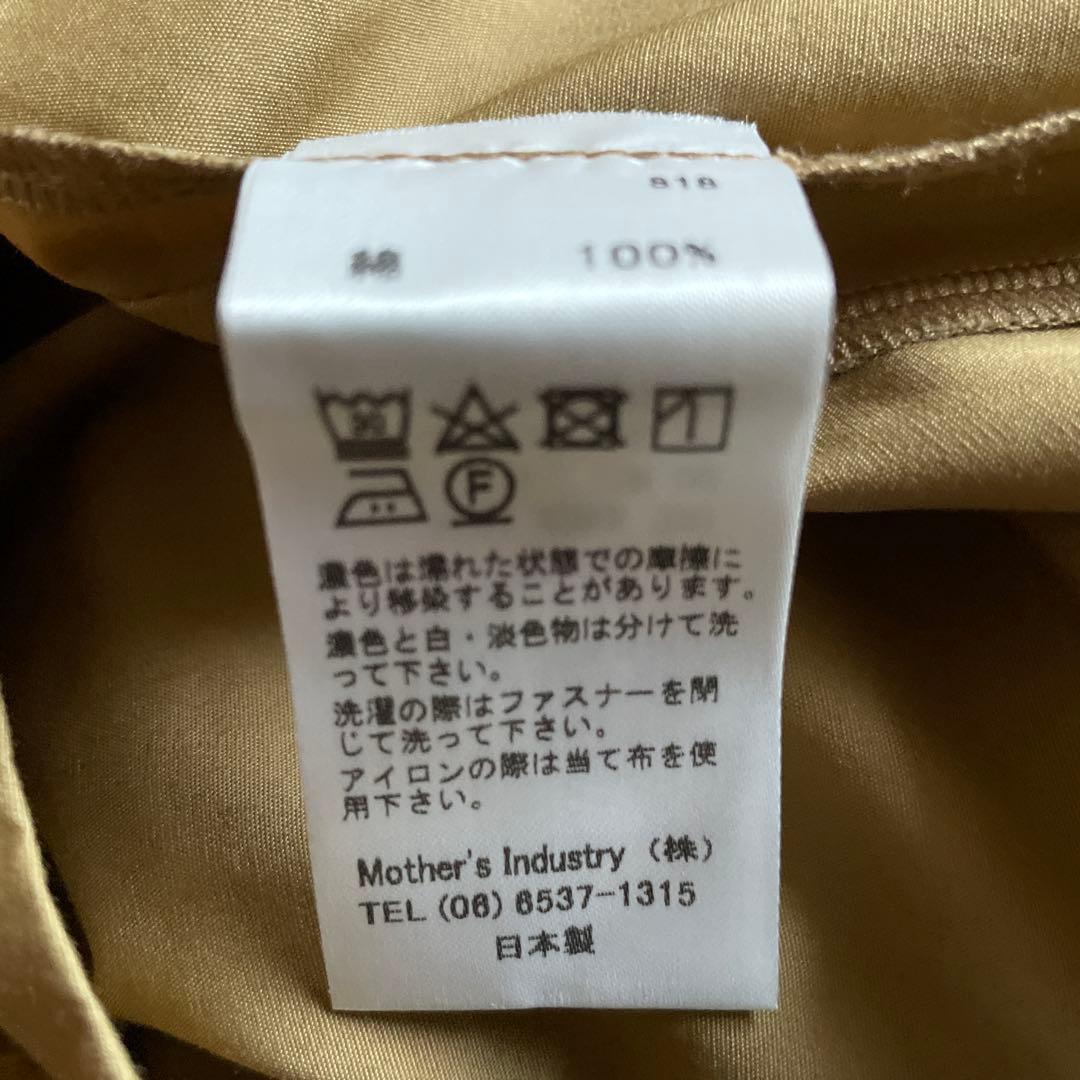 818
綿 100%
30
F
濃色は濡れた状態での摩擦に
より移染することがあります。
濃色と白・淡色物は分けて洗
って下さい。
洗濯の際はファスナーを閉
じて洗って下さい。
アイロンの際は当て布を使
用下さい。
Mother's Industry （株）
TEL (06) 6537-1315
日本製